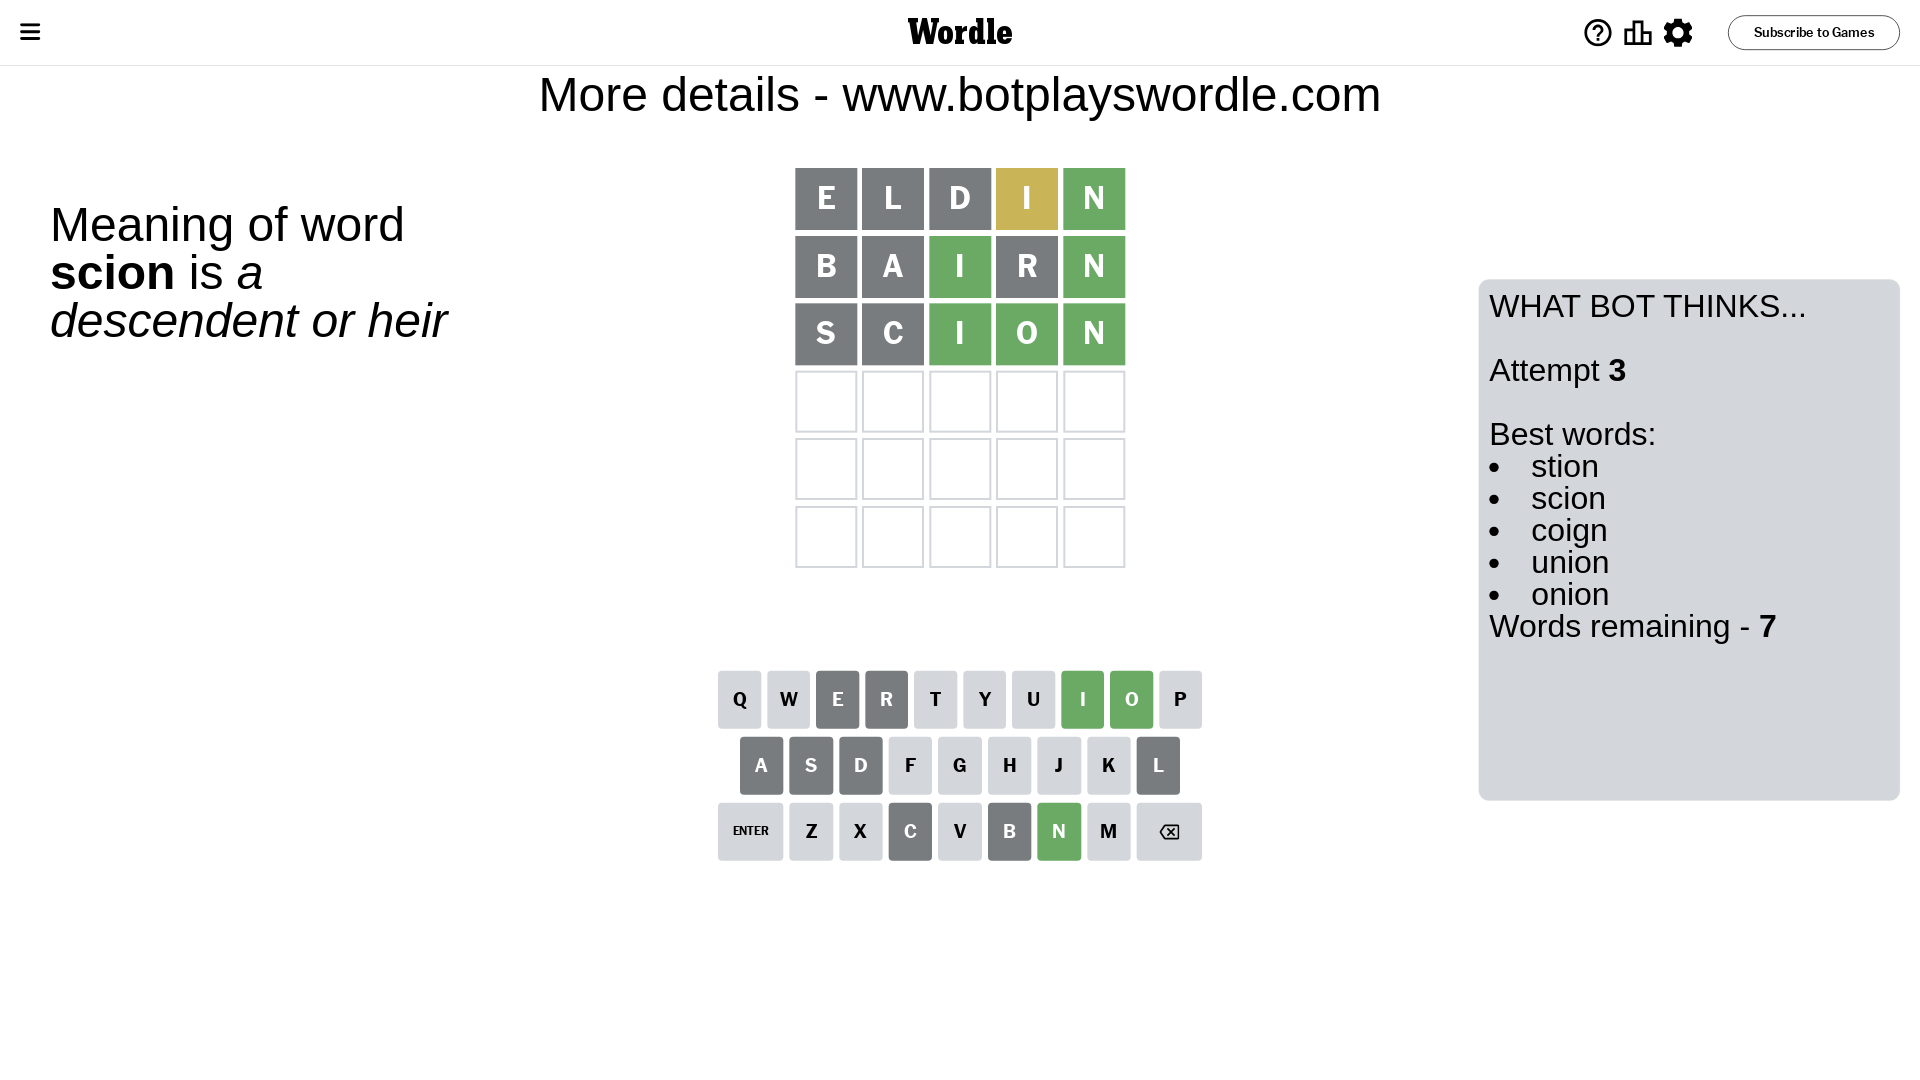 Wordle
Subscribe to Games
More details - www.botplayswordle.com
Meaning of word
scion is a
descendent or heir
E L D I N
B A I R N
S C I O N
WHAT BOT THINKS...
Attempt 3
Best words:
• stion
• scion
• coign
• union
• onion
Words remaining - 7
Q W E R T Y U I O P
A S D F G H J K L
ENTER Z X C V B N M